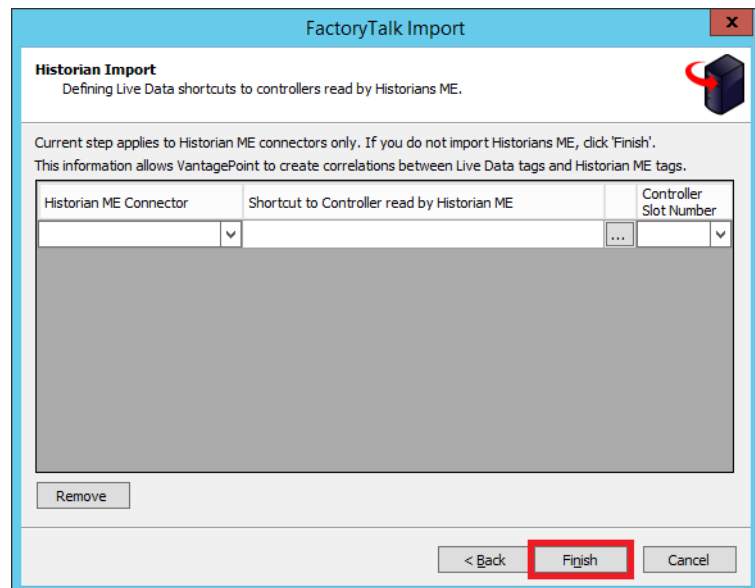 FactoryTalk Import
x
Historian Import
Defining Live Data shortcuts to controllers read by Historians ME.
Current step applies to Historian ME connectors only. If you do not import Historians ME, click 'Finish'.
This information allows VantagePoint to create correlations between Live Data tags and Historian ME tags.
Historian ME Connector Shortcut to Controller read by Historian ME Controller
Slot Number
...
Remove
< Back Finish Cancel